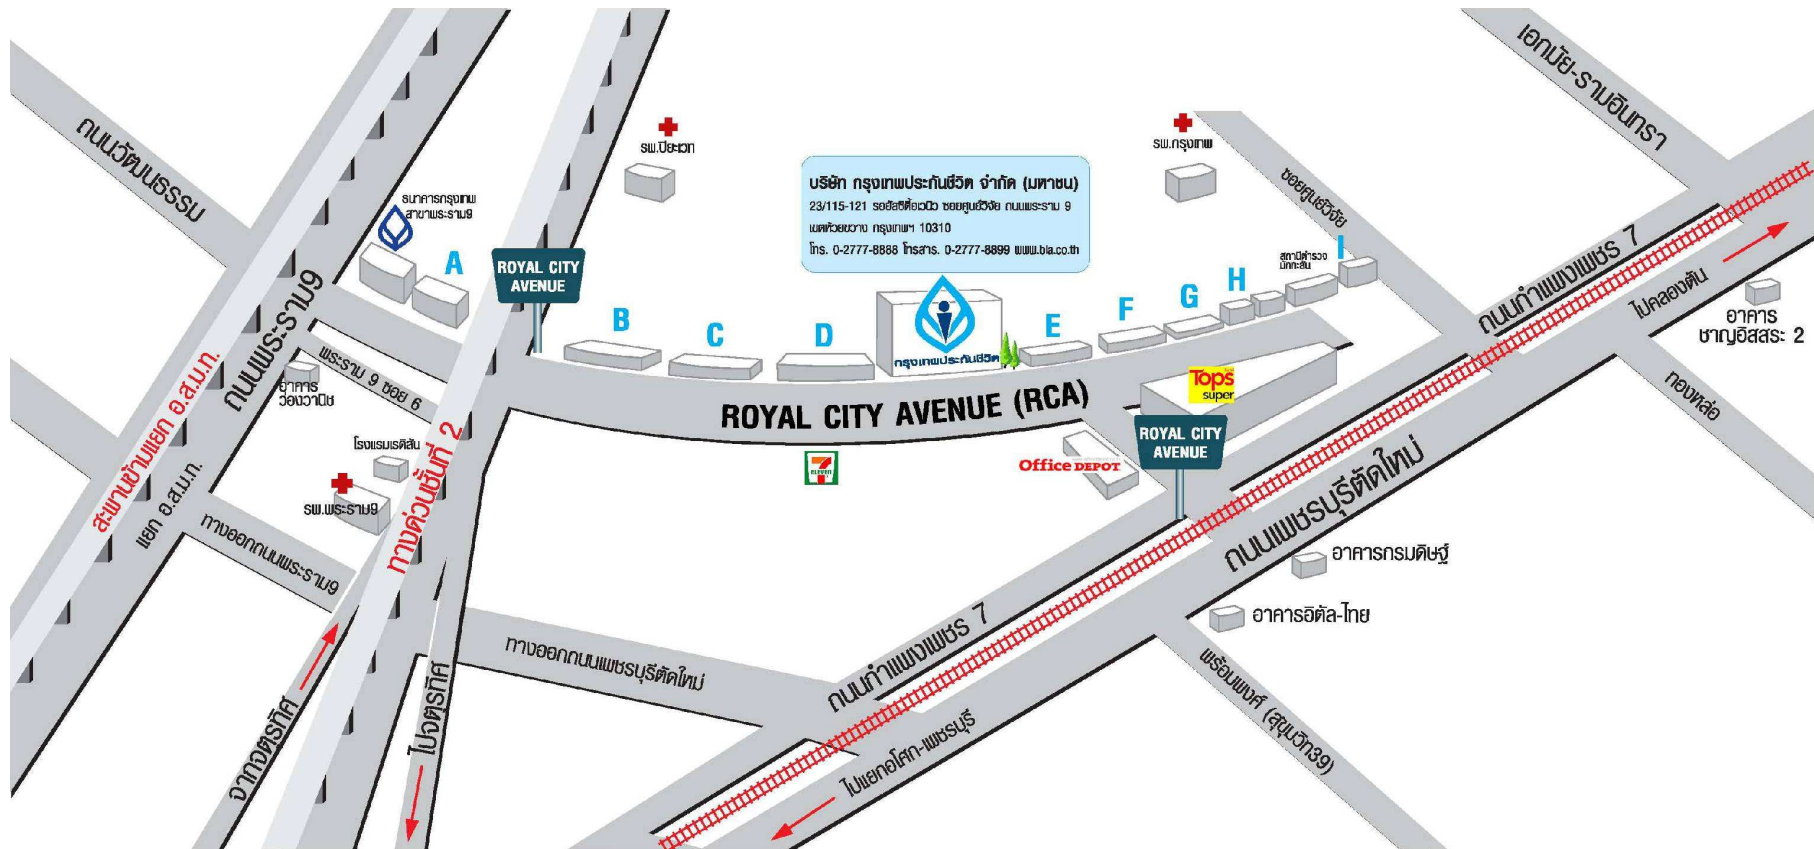 เอกมัย-รามอินทรา
ถนนวัฒนธรรม
รพ.ปิยะเวท
รพ.กรุงเทพ
ซอยศูนย์วิจัย
ธนาคารกรุงเทพ
สาขาพระราม9
บริษัท กรุงเทพประกันชีวิต จำกัด (มหาชน)
23/115-121 รอยัลซิตี้อเวนิว ซอยศูนย์วิจัย ถนนพระราม 9
เขตห้วยขวาง กรุงเทพฯ 10310
โทร. 0-2777-8888 โทรสาร. 0-2777-8899 www.bla.co.th
A
ROYAL CITY
AVENUE
B
C
D
กรุงเทพประกันชีวิต
E
F
G
H
สถานีตำรวจ
มักกะสัน
I
ถนนกำแพงเพชร 7
ไปคลองตัน
อาคาร
ชาญอิสสระ 2
ทองหล่อ
ถนนพระราม9
พระราม 9 ซอย 6
อาคาร
ว่องวานิช
สะพานข้ามแยก อ.ส.ม.ท.
แยก อ.ส.ม.ท.
ทางด่วนขั้นที่ 2
โรงแรมเรดิสัน
รพ.พระราม9
ROYAL CITY AVENUE (RCA)
Tops
super
7
ELEVEN
Office DEPOT
ROYAL CITY
AVENUE
ถนนเพชรบุรีตัดใหม่
อาคารกรมดิษฐ์
อาคารอิตัล-ไทย
พร้อมพงศ์ (สุขุมวิท39)
ทางออกถนนพระราม9
ทางออกถนนเพชรบุรีตัดใหม่
ถนนกำแพงเพชร 7
จากจตุรทิศ
ไปจตุรทิศ
ไปแยกอโศก-เพชรบุรี